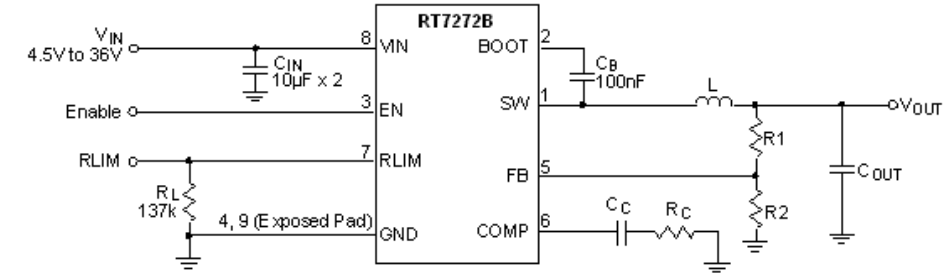 RT7272B
VIN
4.5V to 36V
8
VIN
BOOT
2
CIN
10µF x 2
CB
100nF
L
Enable
3
EN
SW
1
VOUT
R1
RLIM
7
RLIM
FB
5
COUT
RL
137k
R2
4, 9 (Exposed Pad)
GND
COMP
6
CC
RC